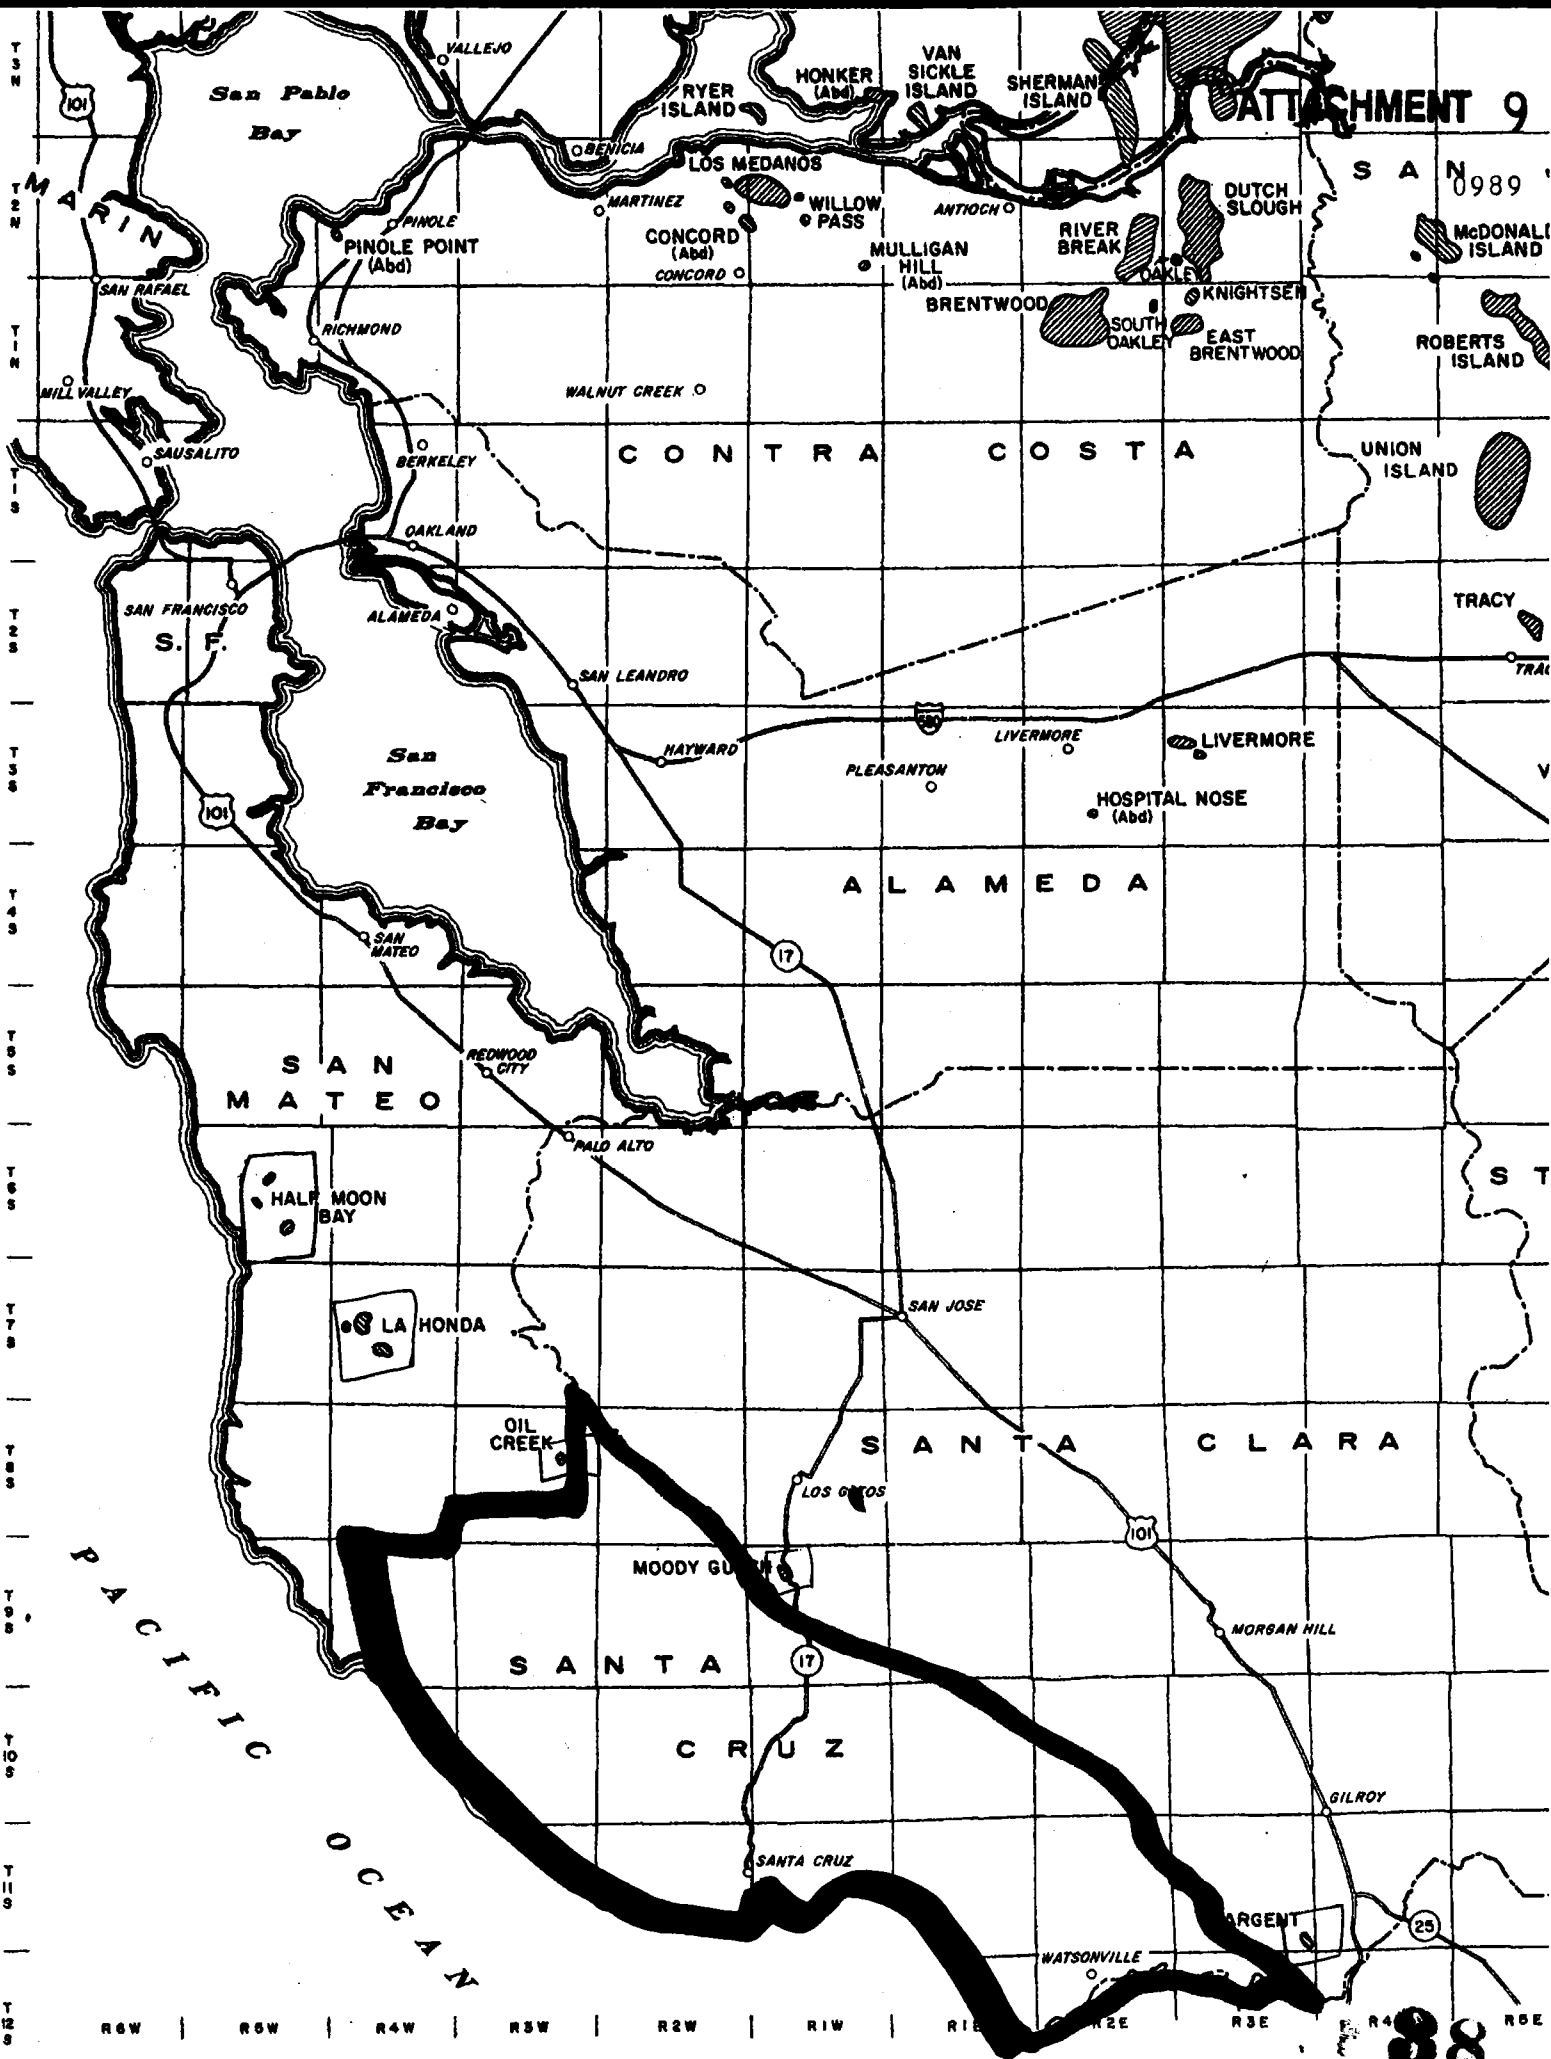 ATTACHMENT 9
0989
T3N
T2N
T1N
T1S
T2S
T3S
T4S
T5S
T6S
T7S
T8S
T9S
T10S
T11S
T12S
VALLEJO
101
San Pablo
Bay
RYER
ISLAND
HONKER
(Abd)
VAN
SICKLE
ISLAND
SHERMAN
ISLAND
MARIN
BENICIA
LOS MEDANOS
MARTINEZ
WILLOW
PASS
ANTIOCH
DUTCH
SLOUGH
SAN
RIVER
BREAK
McDONALD
ISLAND
PINOLE
PINOLE POINT
(Abd)
CONCORD
(Abd)
CONCORD
MULLIGAN
HILL
(Abd)
OAKLEY
KNIGHTSEN
SAN RAFAEL
BRENTWOOD
SOUTH
OAKLEY
EAST
BRENTWOOD
ROBERTS
ISLAND
RICHMOND
MILL VALLEY
WALNUT CREEK
SAUSALITO
BERKELEY
CONTRA COSTA
UNION
ISLAND
OAKLAND
SAN FRANCISCO
S. F.
ALAMEDA
TRACY
TRAC
SAN LEANDRO
San
Francisco
Bay
HAYWARD
580
LIVERMORE
LIVERMORE
PLEASANTON
HOSPITAL NOSE
(Abd)
V
101
ALAMEDA
SAN
MATEO
17
SAN
MATEO
REDWOOD
CITY
PALO ALTO
ST
HALF MOON
BAY
LA HONDA
SAN JOSE
OIL
CREEK
SANTA CLARA
LOS GATOS
101
MOODY GULCH
MORGAN HILL
SANTA
CRUZ
17
PACIFIC
OCEAN
GILROY
SANTA CRUZ
ARGENT
25
WATSONVILLE
R6W
R5W
R4W
R3W
R2W
R1W
R1E
R2E
R3E
R4
R5E
88